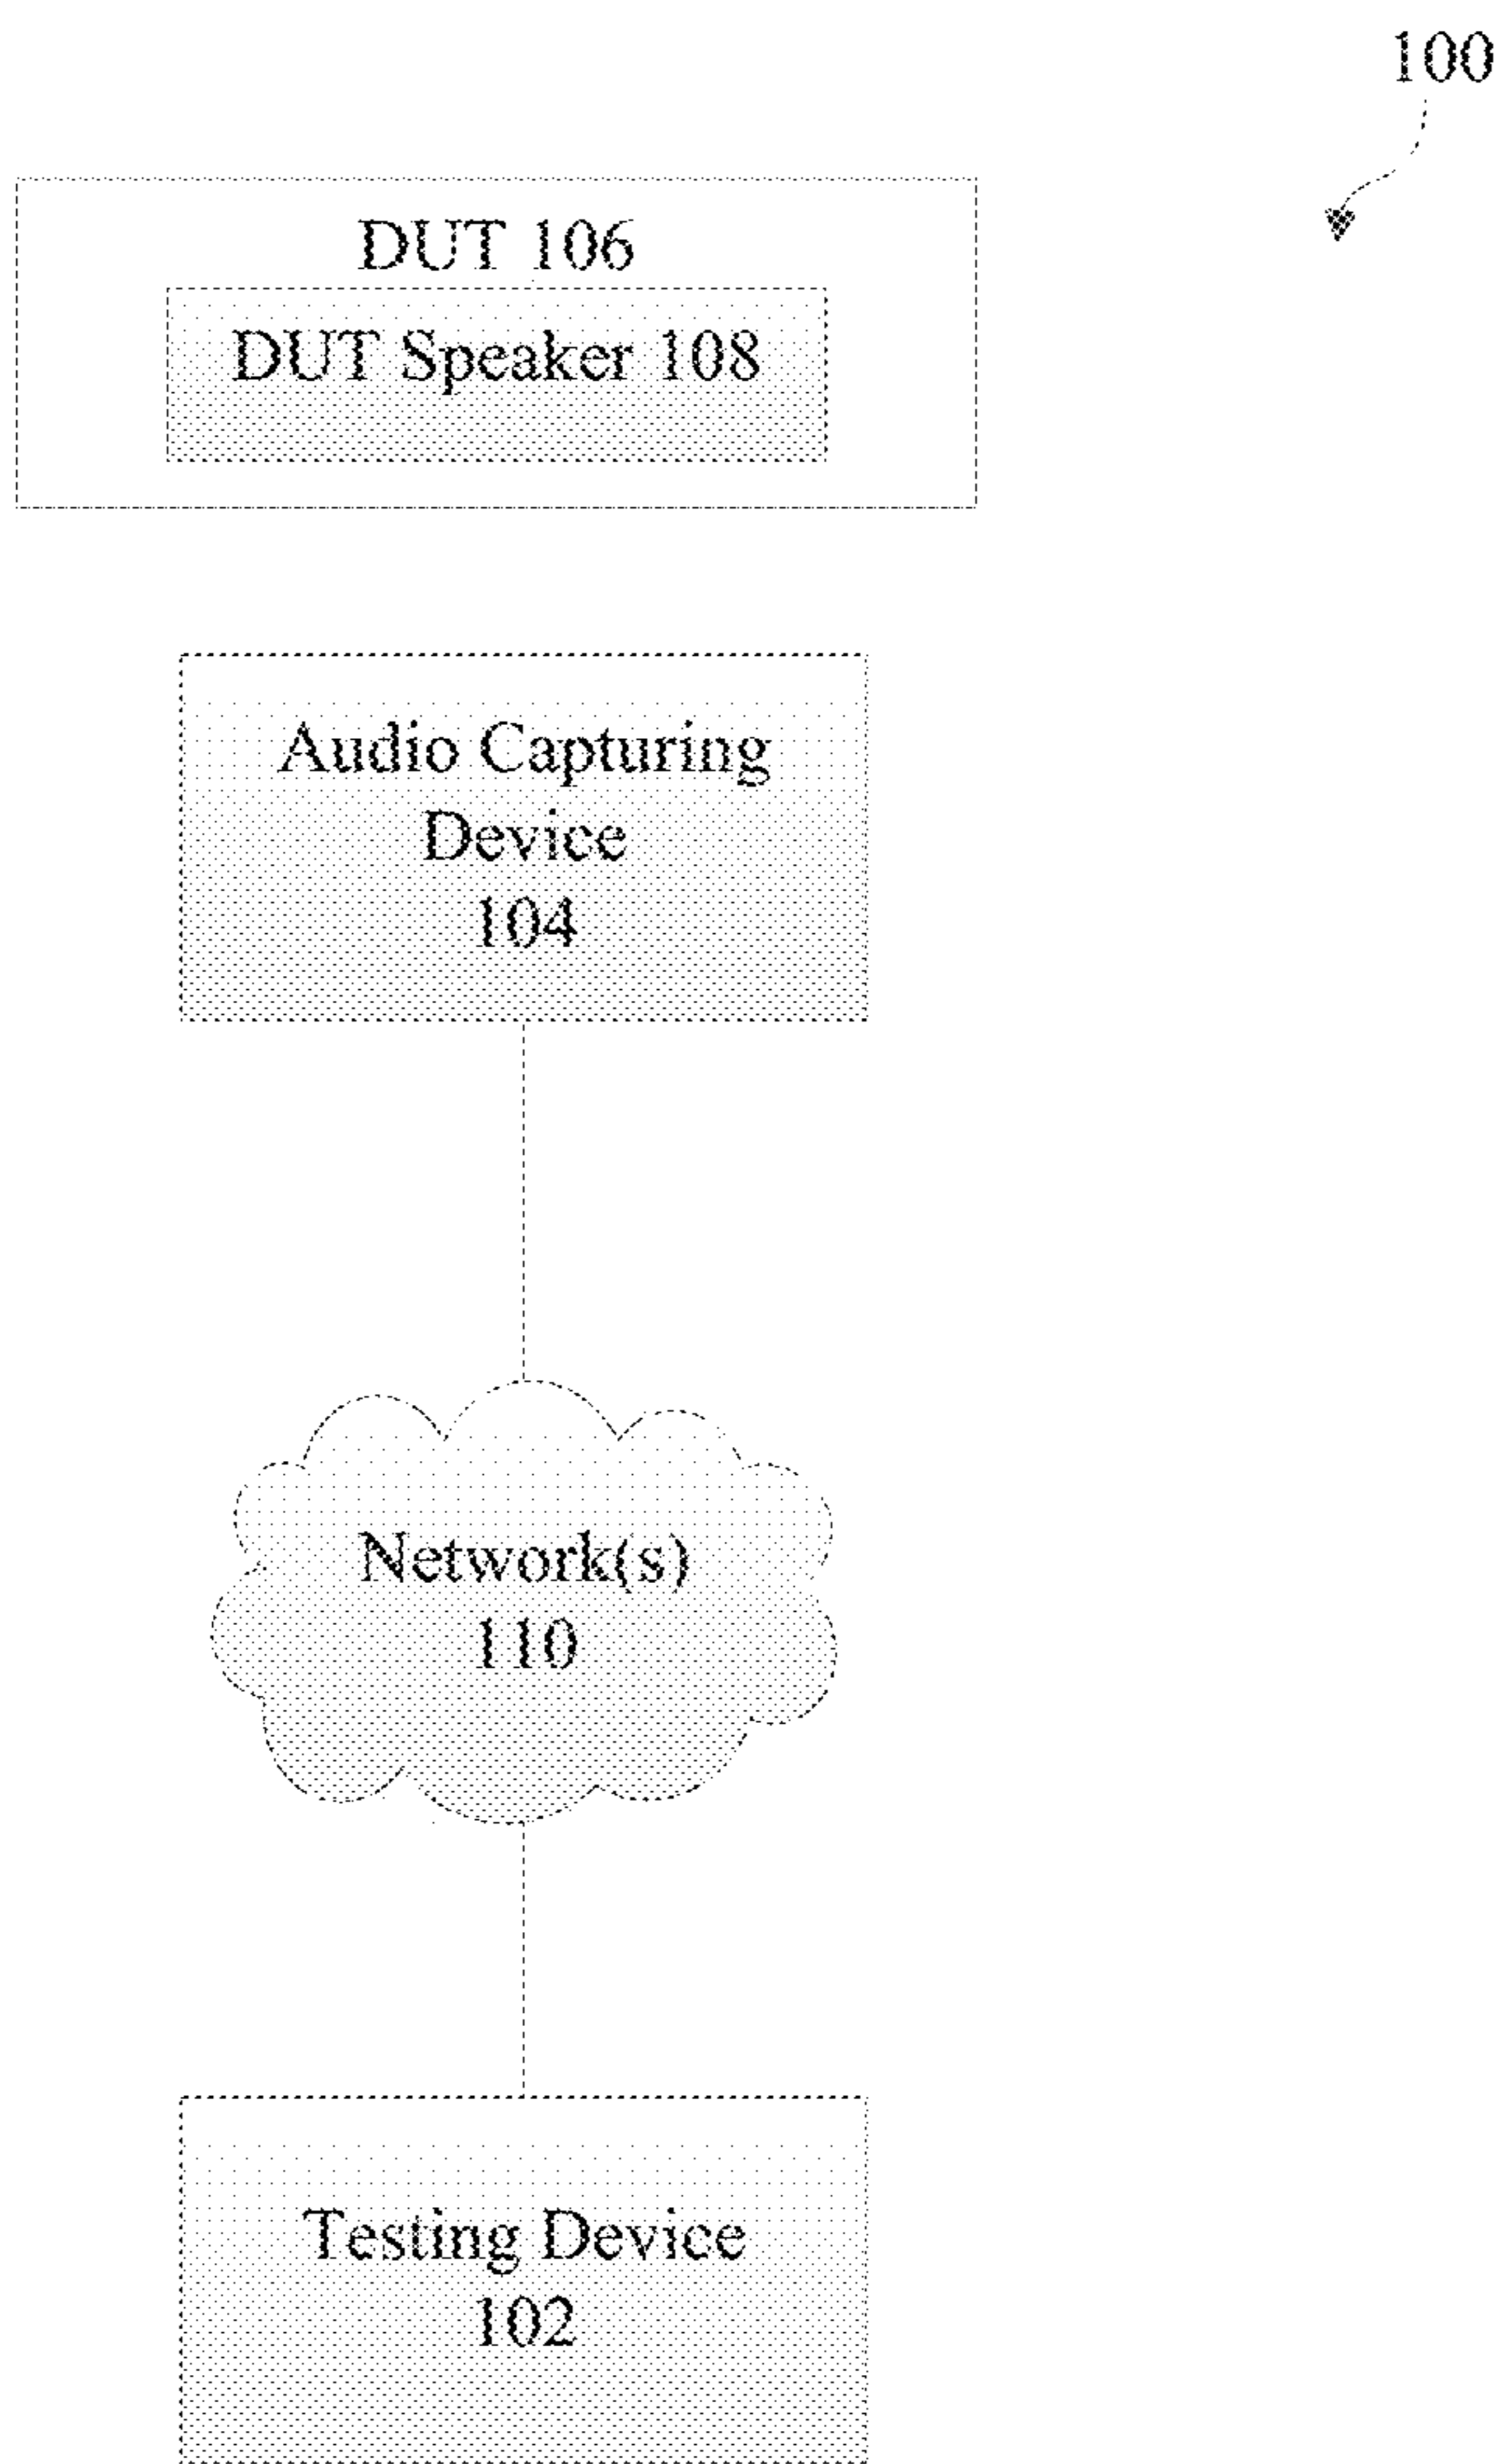 100
DUT 106
DUT Speaker 108
Audio Capturing
Device
104
Network(s)
110
Testing Device
102